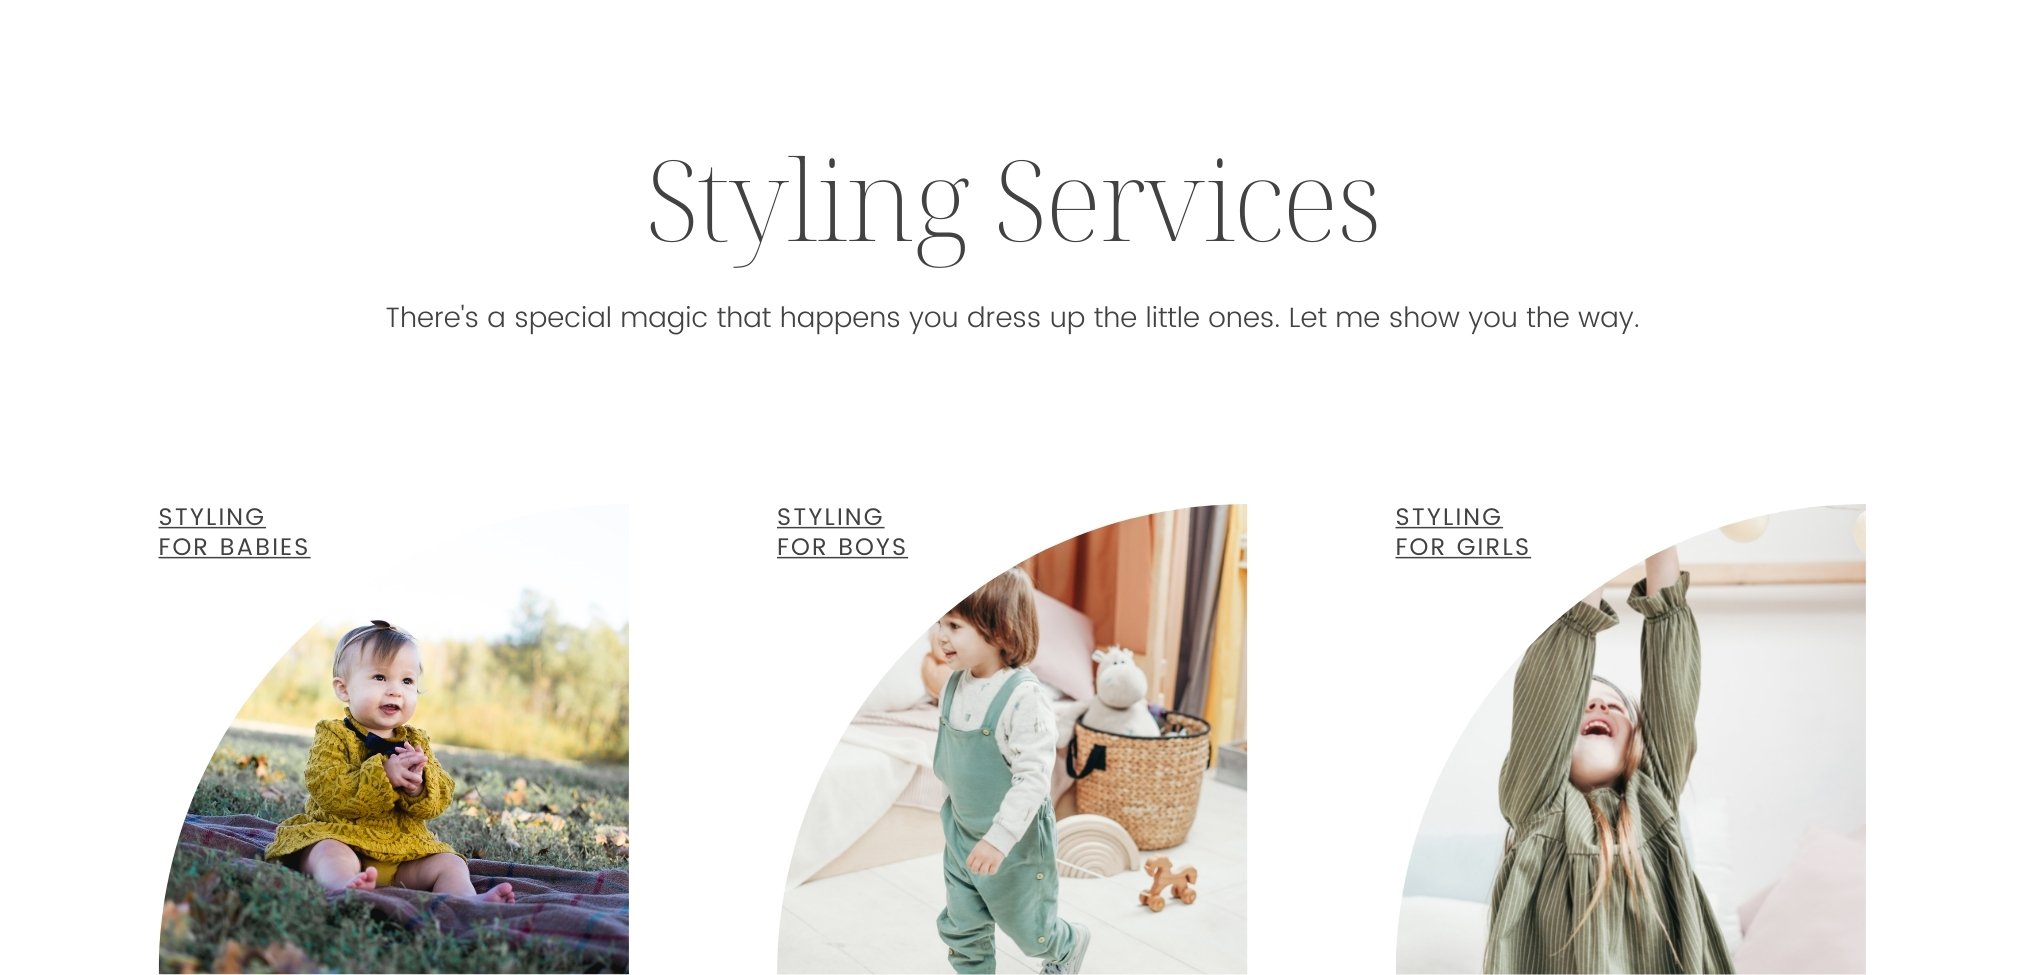 Styling Services
There's a special magic that happens you dress up the little ones. Let me show you the way.
STYLING
FOR BABIES
STYLING
FOR BOYS
STYLING
FOR GIRLS